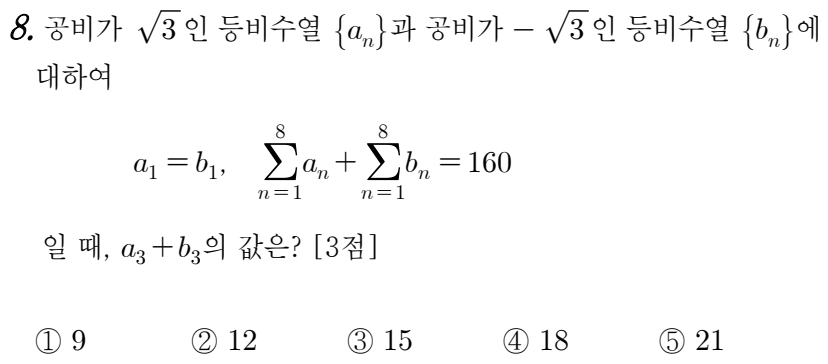 8. 공비가 √3 인 등비수열 {aₙ}과 공비가 −√3 인 등비수열 {bₙ}에
대하여
a₁ = b₁, ∑ₙ₌₁⁸ aₙ + ∑ₙ₌₁⁸ bₙ = 160
일 때, a₃ + b₃의 값은? [3점]
① 9 ② 12 ③ 15 ④ 18 ⑤ 21